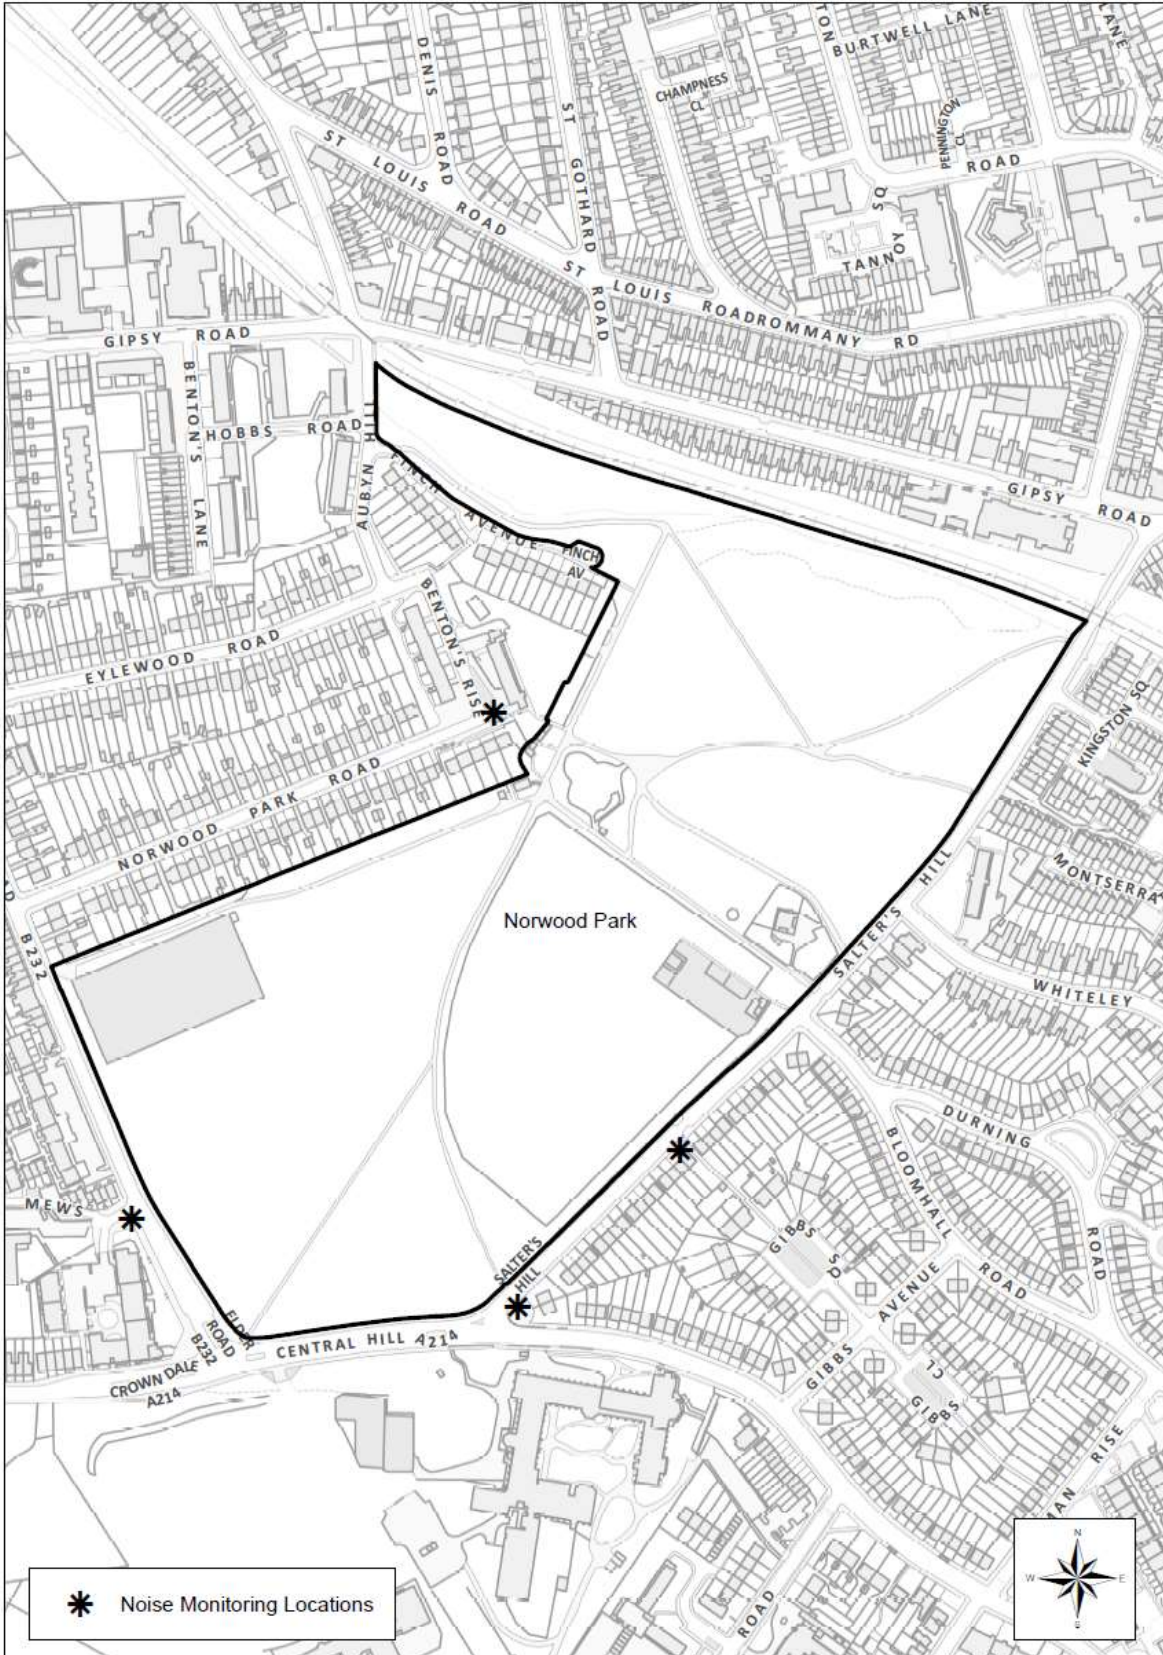 DENIS ROAD
BURTWELL LANE
LANE
CHAMPNESS
CL
ST GOTHARD ROAD
PENNINGTON
CL
ST LOUIS ROAD
ROAD
TANNOY SQ
ST LOUIS ROAD
ROMMANY RD
GIPSY ROAD
BENTON'S LANE
HOBBS ROAD
AUBYN HILL
FINCH AVENUE
FINCH
AV
GIPSY ROAD
BENTON'S RISE
EYLEWOOD ROAD
KINGSTON SQ
NORWOOD PARK ROAD
SALTER'S HILL
MONTSERRA
Norwood Park
B232
WHITELEY
DURNING ROAD
BLOOMHALL ROAD
MEWS
GIBBS SQ
SALTER'S
HILL
GIBBS AVENUE
ELDER
ROAD
B232
CENTRAL HILL A214
CROWN DALE
A214
GIBBS CL
MAN RISE
ROAD
Noise Monitoring Locations
N
W E
S